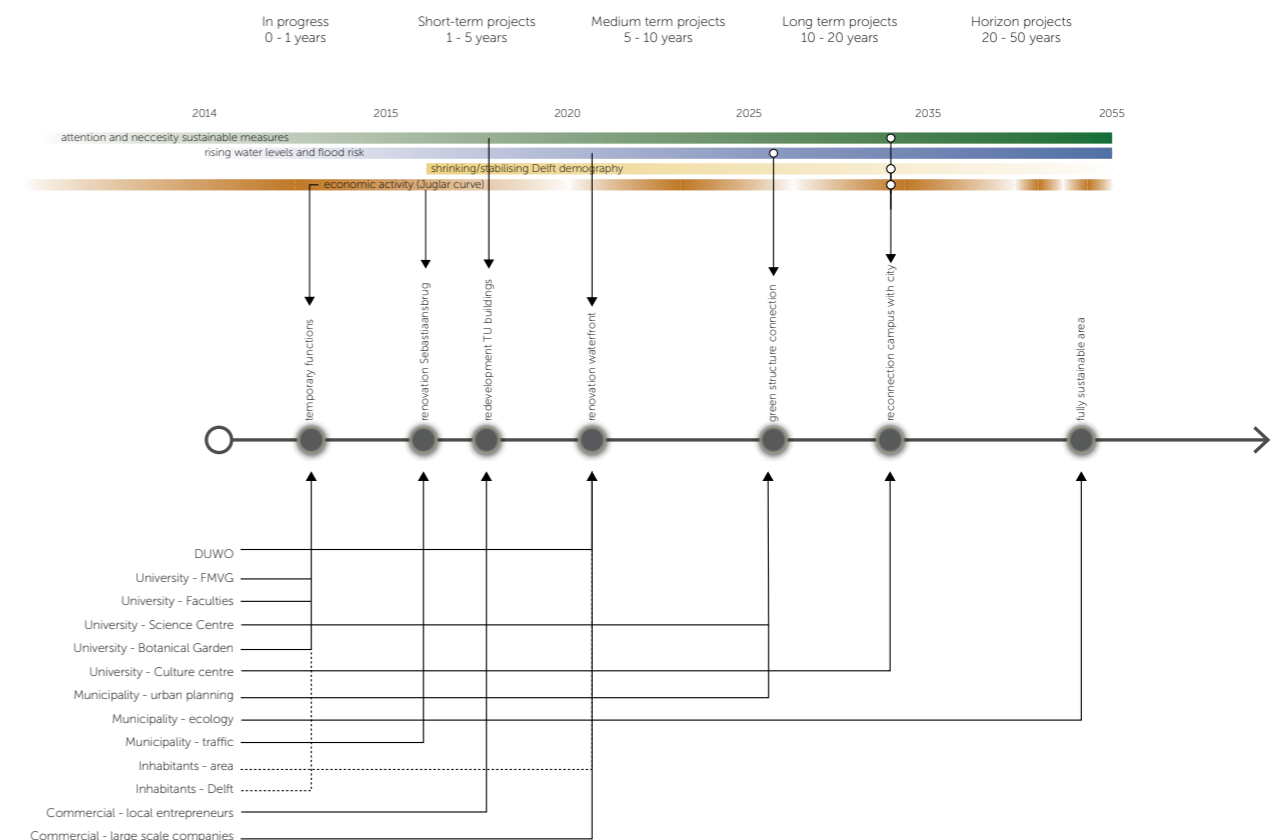 In progress
0 - 1 years
Short-term projects
1 - 5 years
Medium term projects
5 - 10 years
Long term projects
10 - 20 years
Horizon projects
20 - 50 years
2014
2015
2020
2025
2035
2055
attention and neccesity sustainable measures
rising water levels and flood risk
shrinking/stabilising Delft demography
economic activity (Juglar curve)
temporary functions
renovation Sebastiaansbrug
redevelopment TU buildings
renovation waterfront
green structure connection
reconnection campus with city
fully sustainable area
DUWO
University - FMVG
University - Faculties
University - Science Centre
University - Botanical Garden
University - Culture centre
Municipality - urban planning
Municipality - ecology
Municipality - traffic
Inhabitants - area
Inhabitants - Delft
Commercial - local entrepreneurs
Commercial - large scale companies